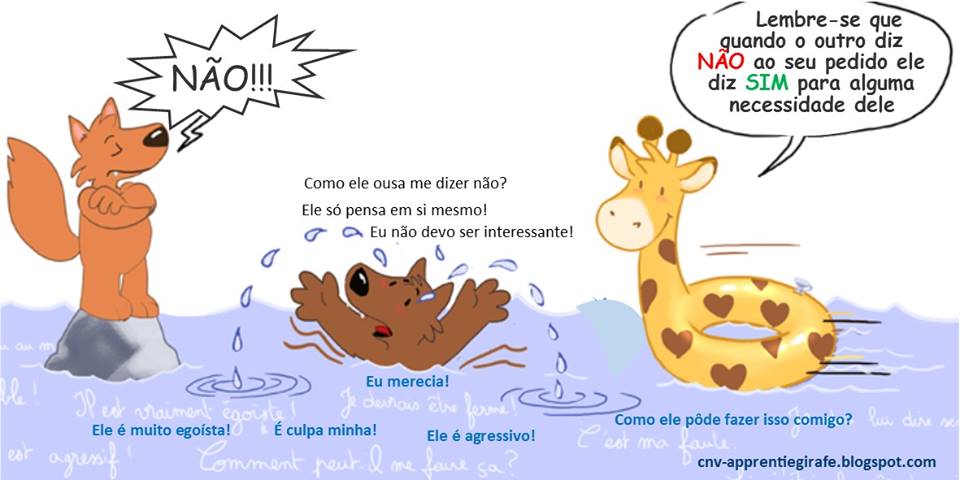 NÃO!!!
Lembre-se que
quando o outro diz
NÃO ao seu pedido ele
diz SIM para alguma
necessidade dele
Como ele ousa me dizer não?
Ele só pensa em si mesmo!
Eu não devo ser interessante!
Eu merecia!
Il est vraiment égoïste!
Je devrais être ferme!
lui dire
Ele é muito egoísta!
É culpa minha!
Ele é agressivo!
Como ele pôde fazer isso comigo?
est agressif!
Comment peut-il me faire ça?
C'est ma faute.
cnv-apprentiegirafe.blogspot.com